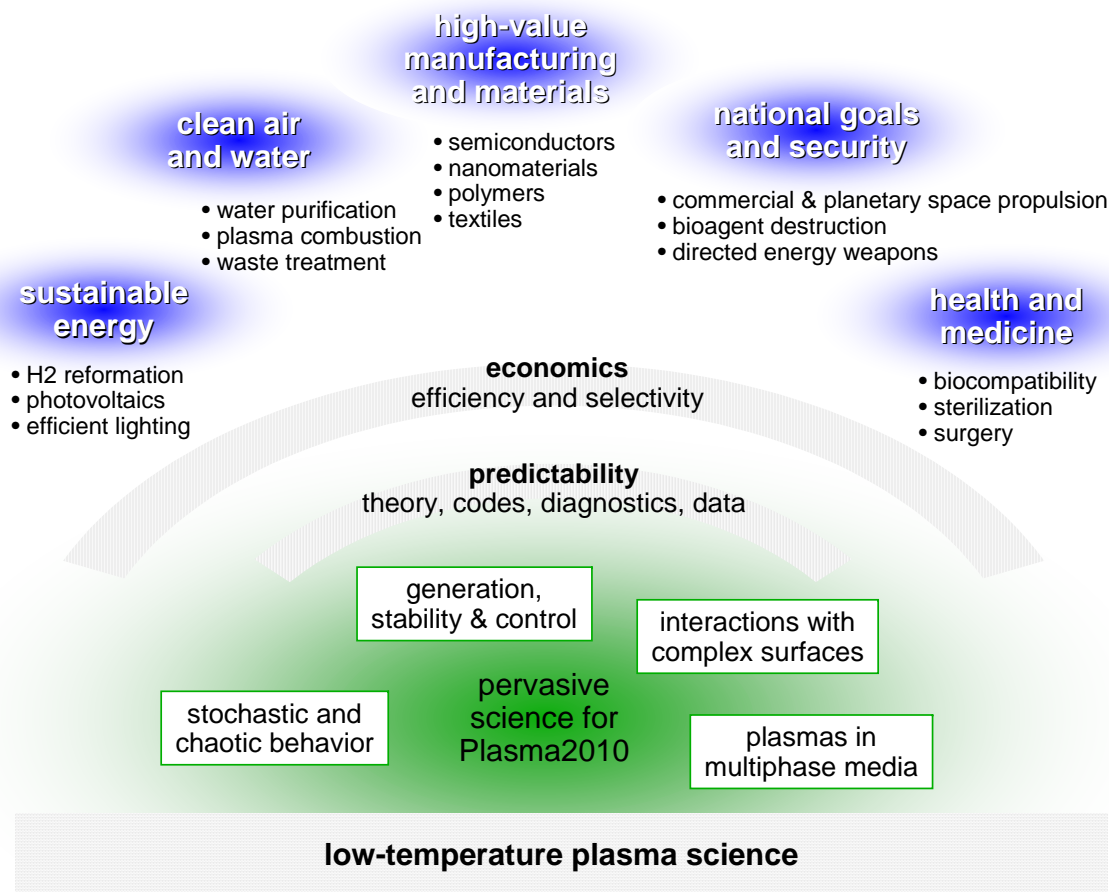 high-value
manufacturing
and materials
• semiconductors
• nanomaterials
• polymers
• textiles
clean air
and water
• water purification
• plasma combustion
• waste treatment
national goals
and security
• commercial & planetary space propulsion
• bioagent destruction
• directed energy weapons
sustainable
energy
• H2 reformation
• photovoltaics
• efficient lighting
health and
medicine
• biocompatibility
• sterilization
• surgery
economics
efficiency and selectivity
predictability
theory, codes, diagnostics, data
generation,
stability & control
interactions with
complex surfaces
stochastic and
chaotic behavior
pervasive
science for
Plasma2010
plasmas in
multiphase media
low-temperature plasma science